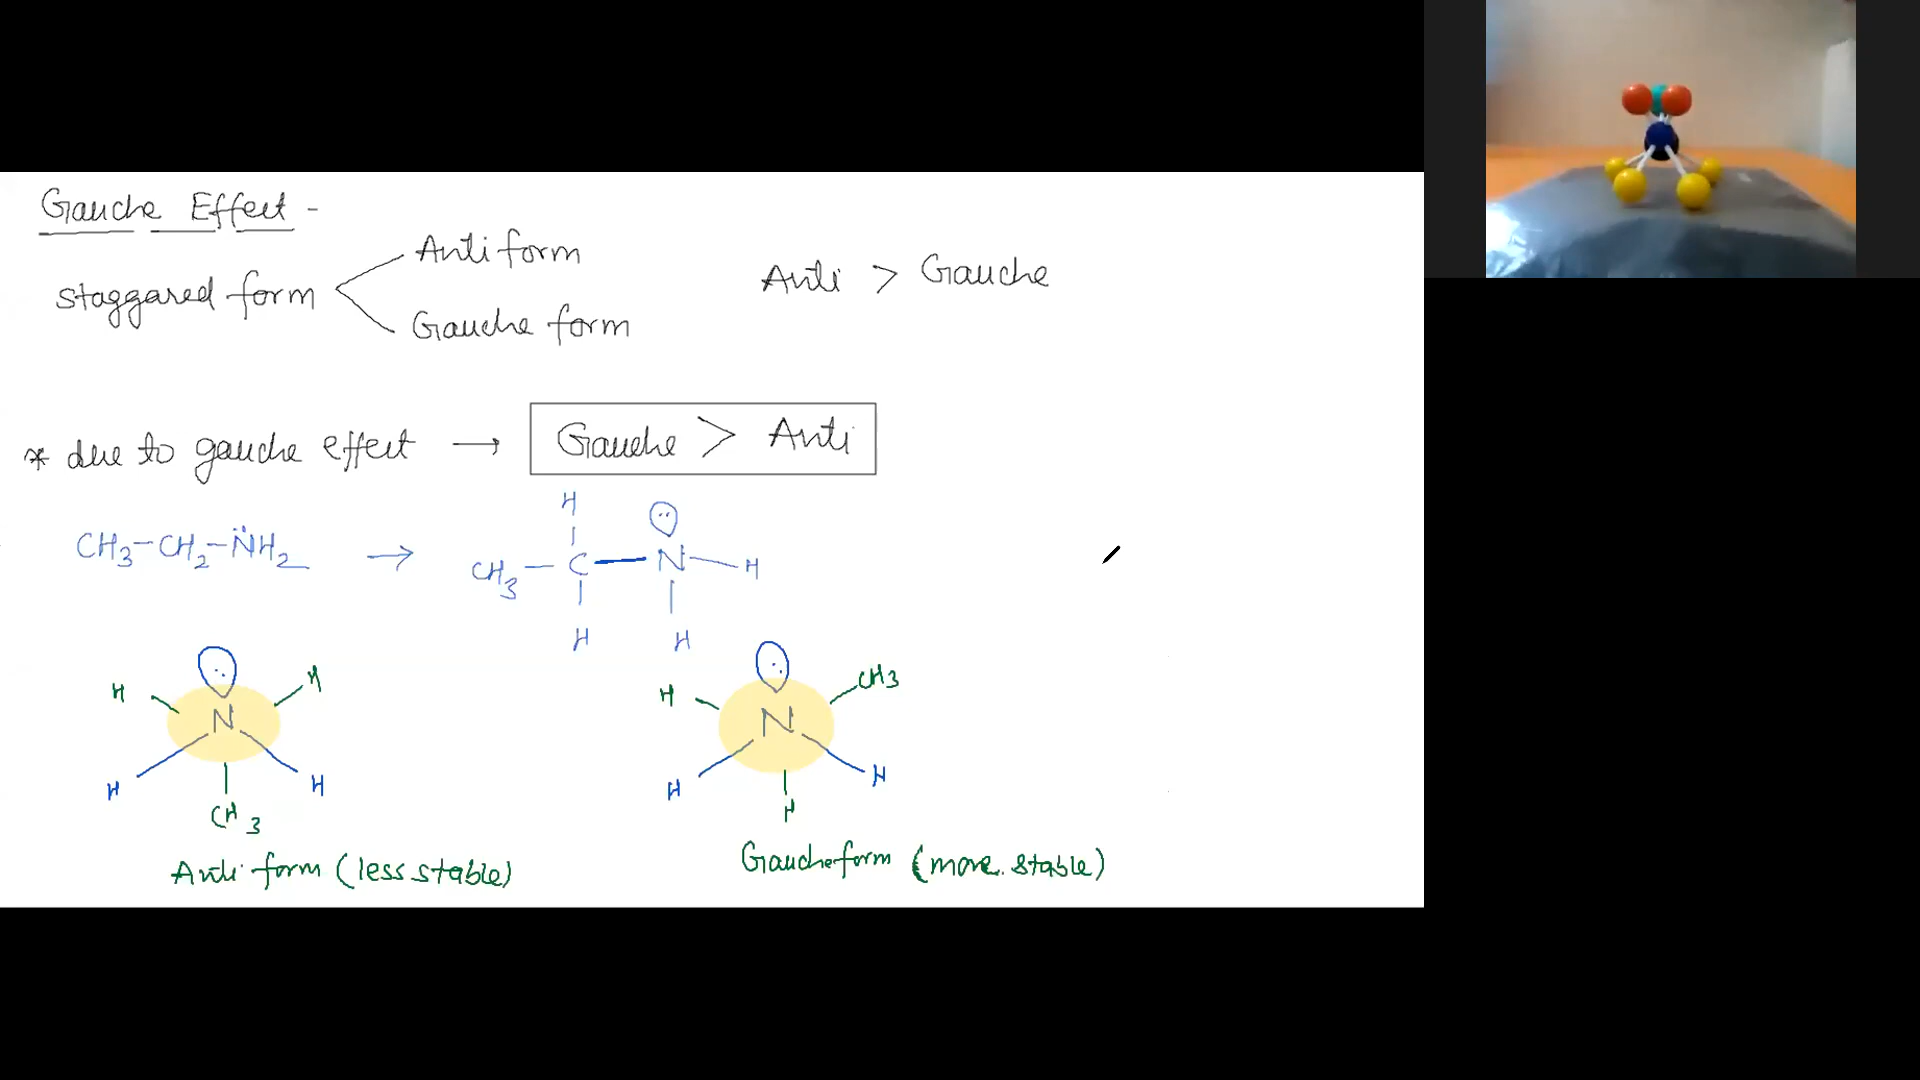 Gauche Effect -
staggared form
Anti form
Gauche form
Anti > Gauche
* due to gauche effect → Gauche > Anti
CH3-CH2-N̈H2 →
H
CH3 - C - N - H
H H
H H
N
H H
CH3
H CH3
N
H H
H
Anti form (less stable)
Gauche form (more stable)